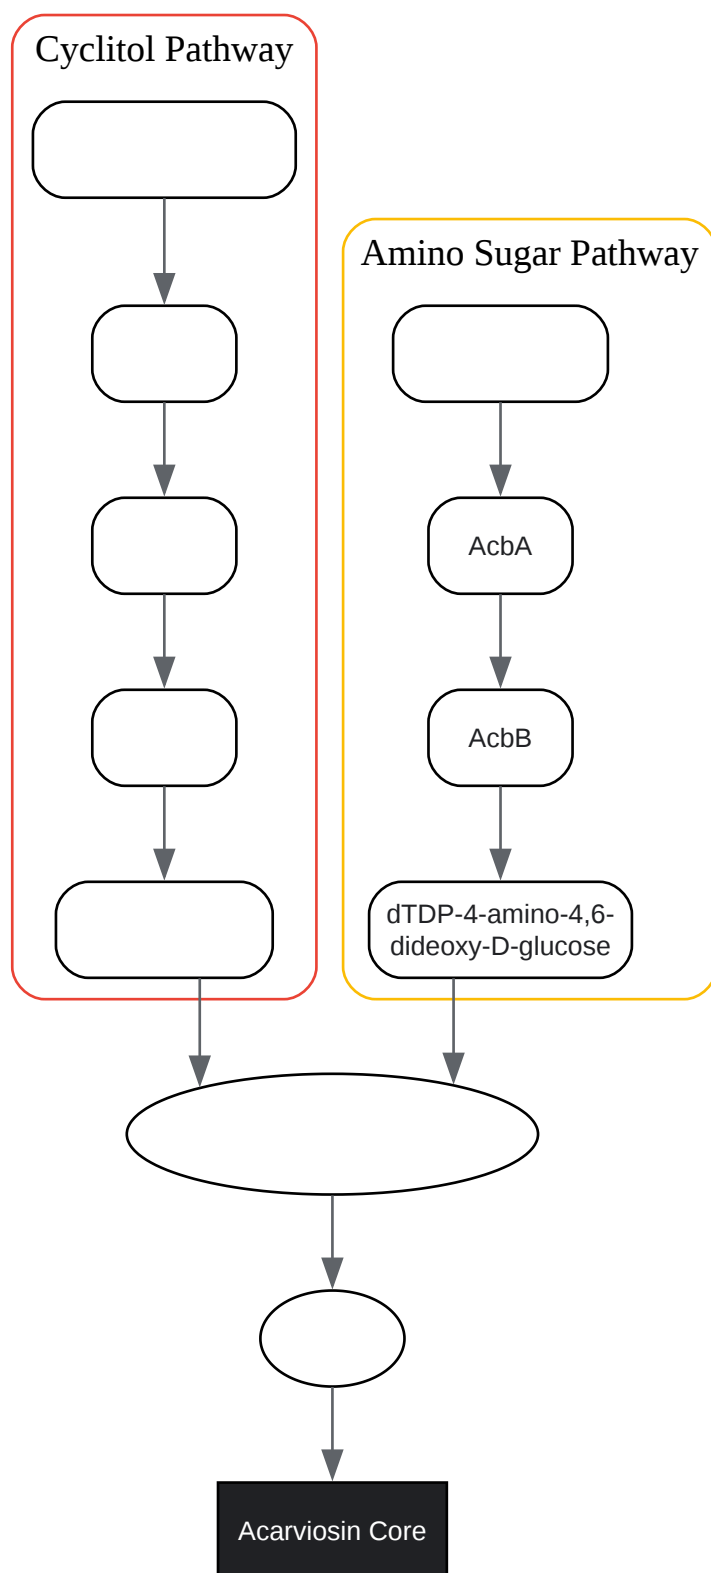 Cyclitol Pathway
Amino Sugar Pathway
AcbA
AcbB
dTDP-4-amino-4,6-
dideoxy-D-glucose
Acarviosin Core